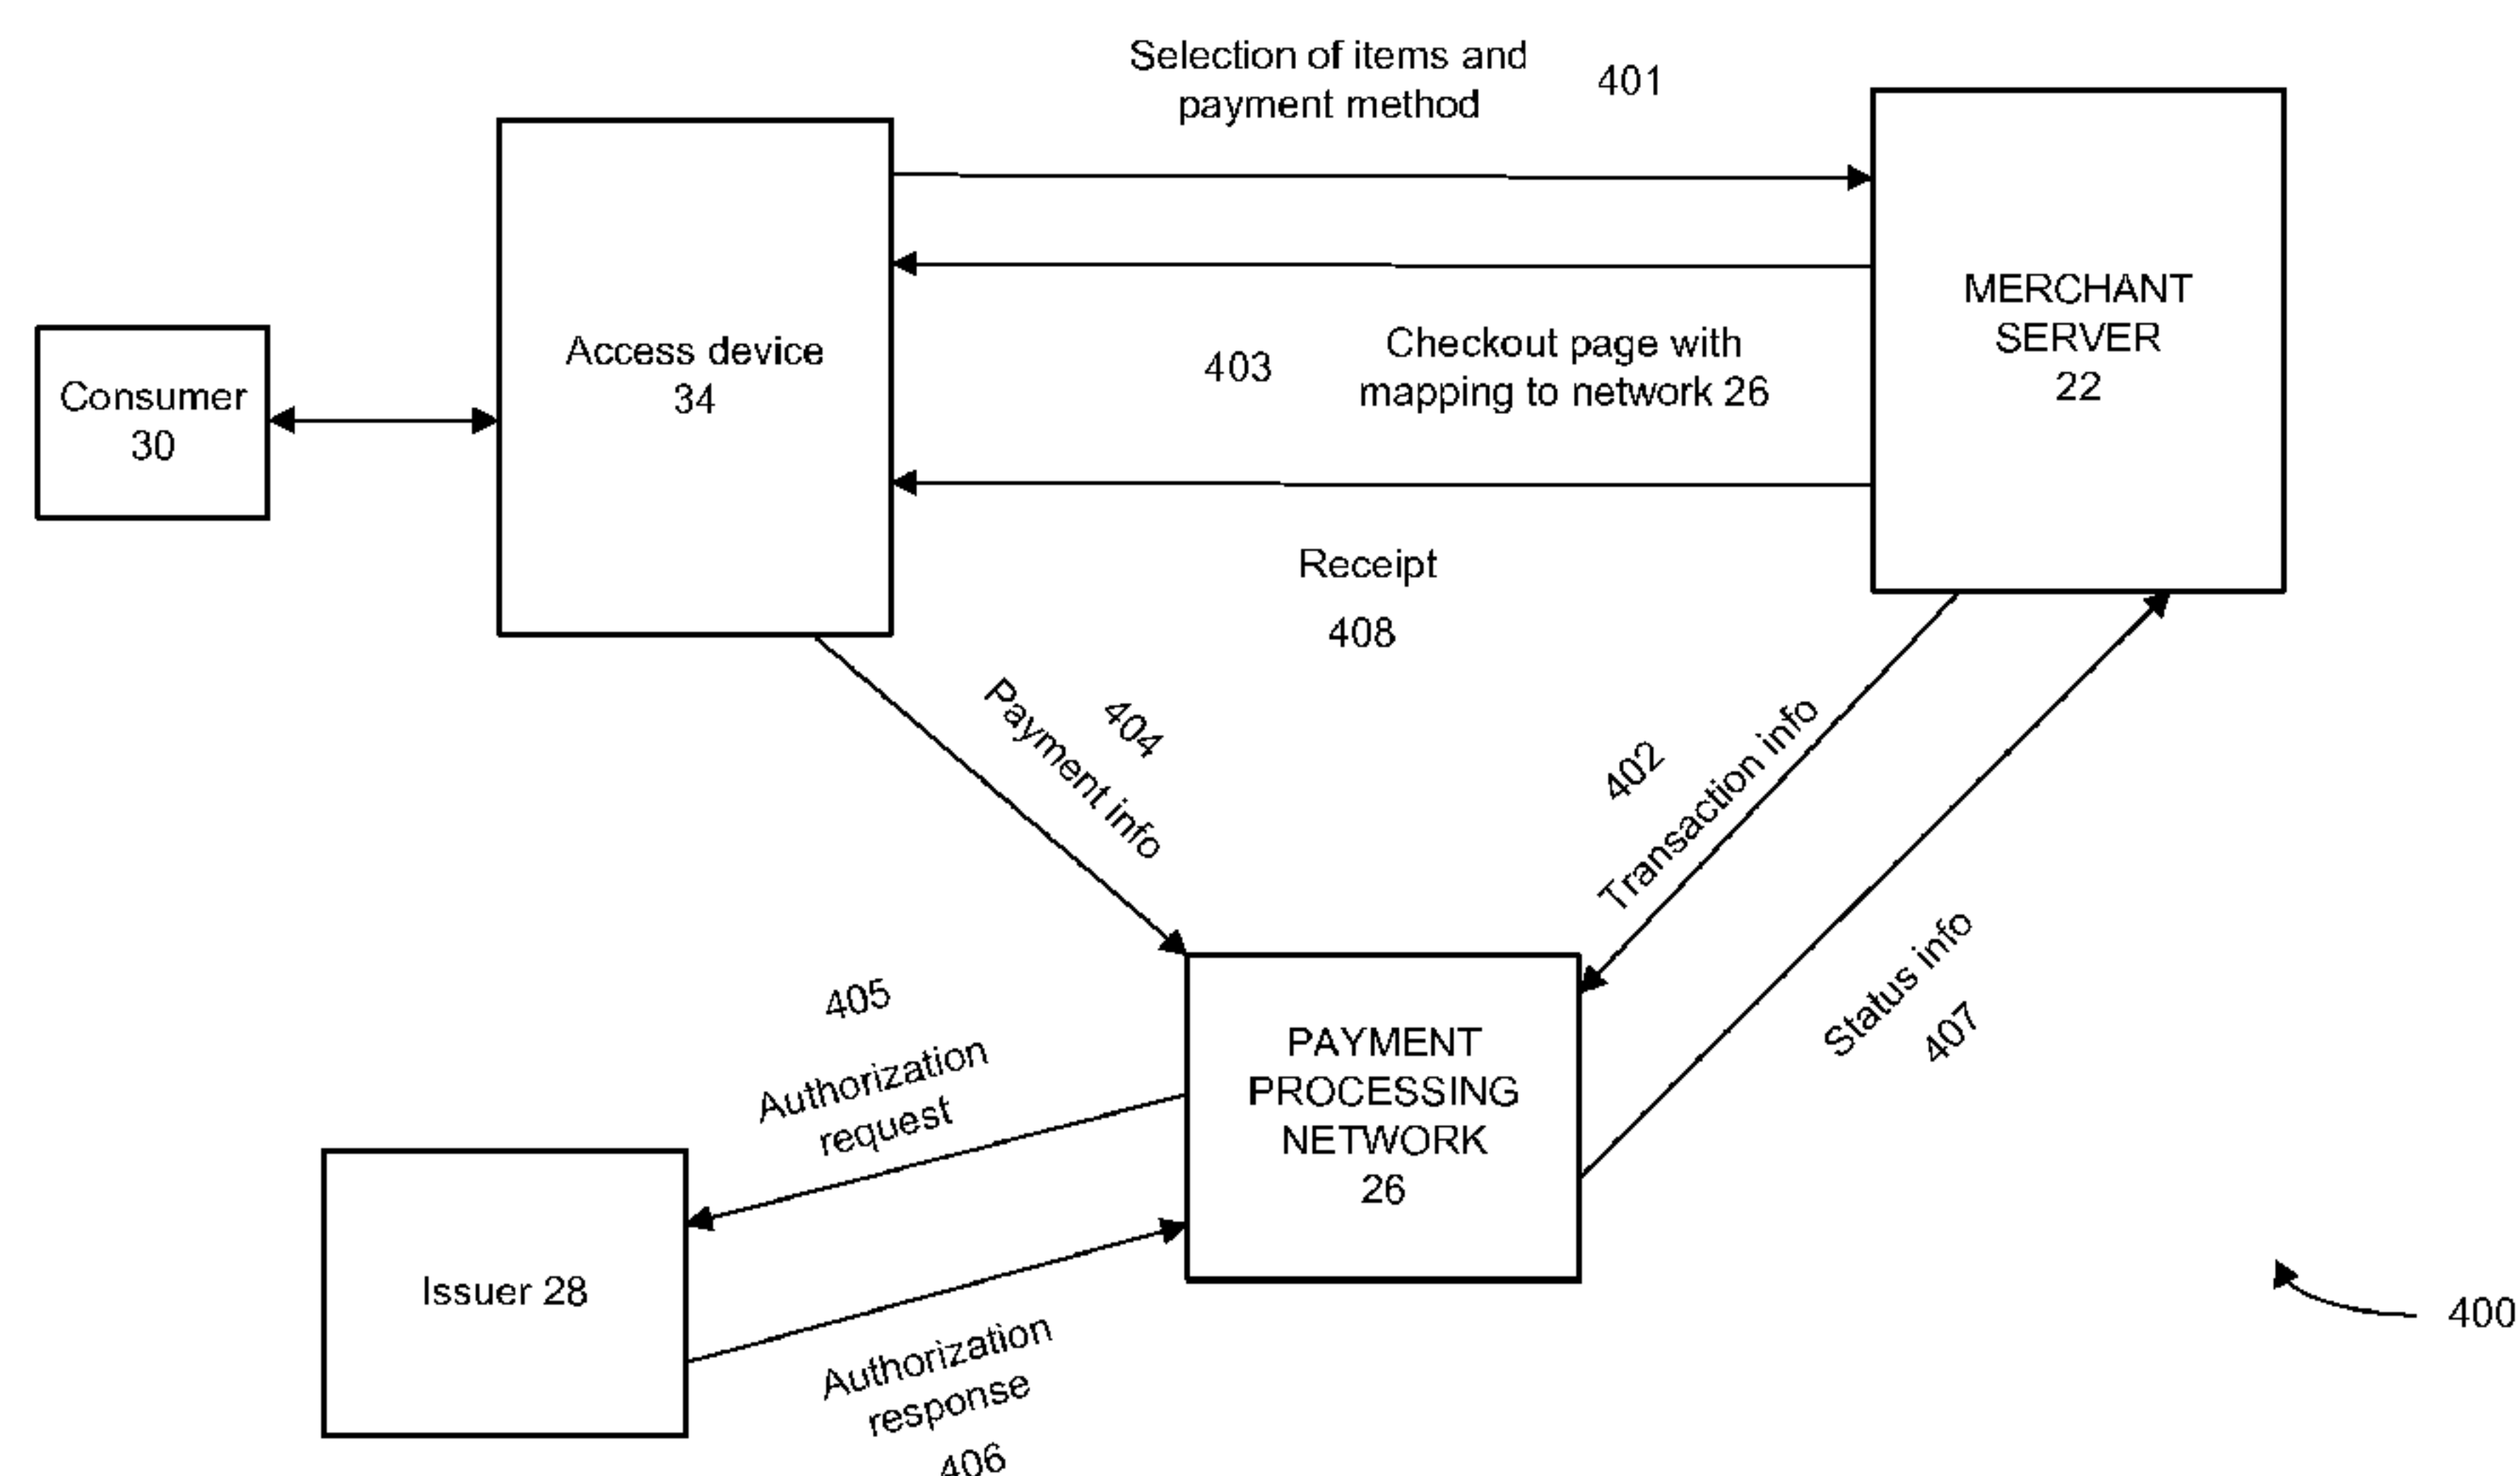 Selection of items and
payment method
401
Access device
34
MERCHANT
SERVER
22
Consumer
30
403
Checkout page with
mapping to network 26
Receipt
408
404
Payment info
402
Transaction info
Status info
407
405
Authorization
request
PAYMENT
PROCESSING
NETWORK
26
Issuer 28
Authorization
response
406
400